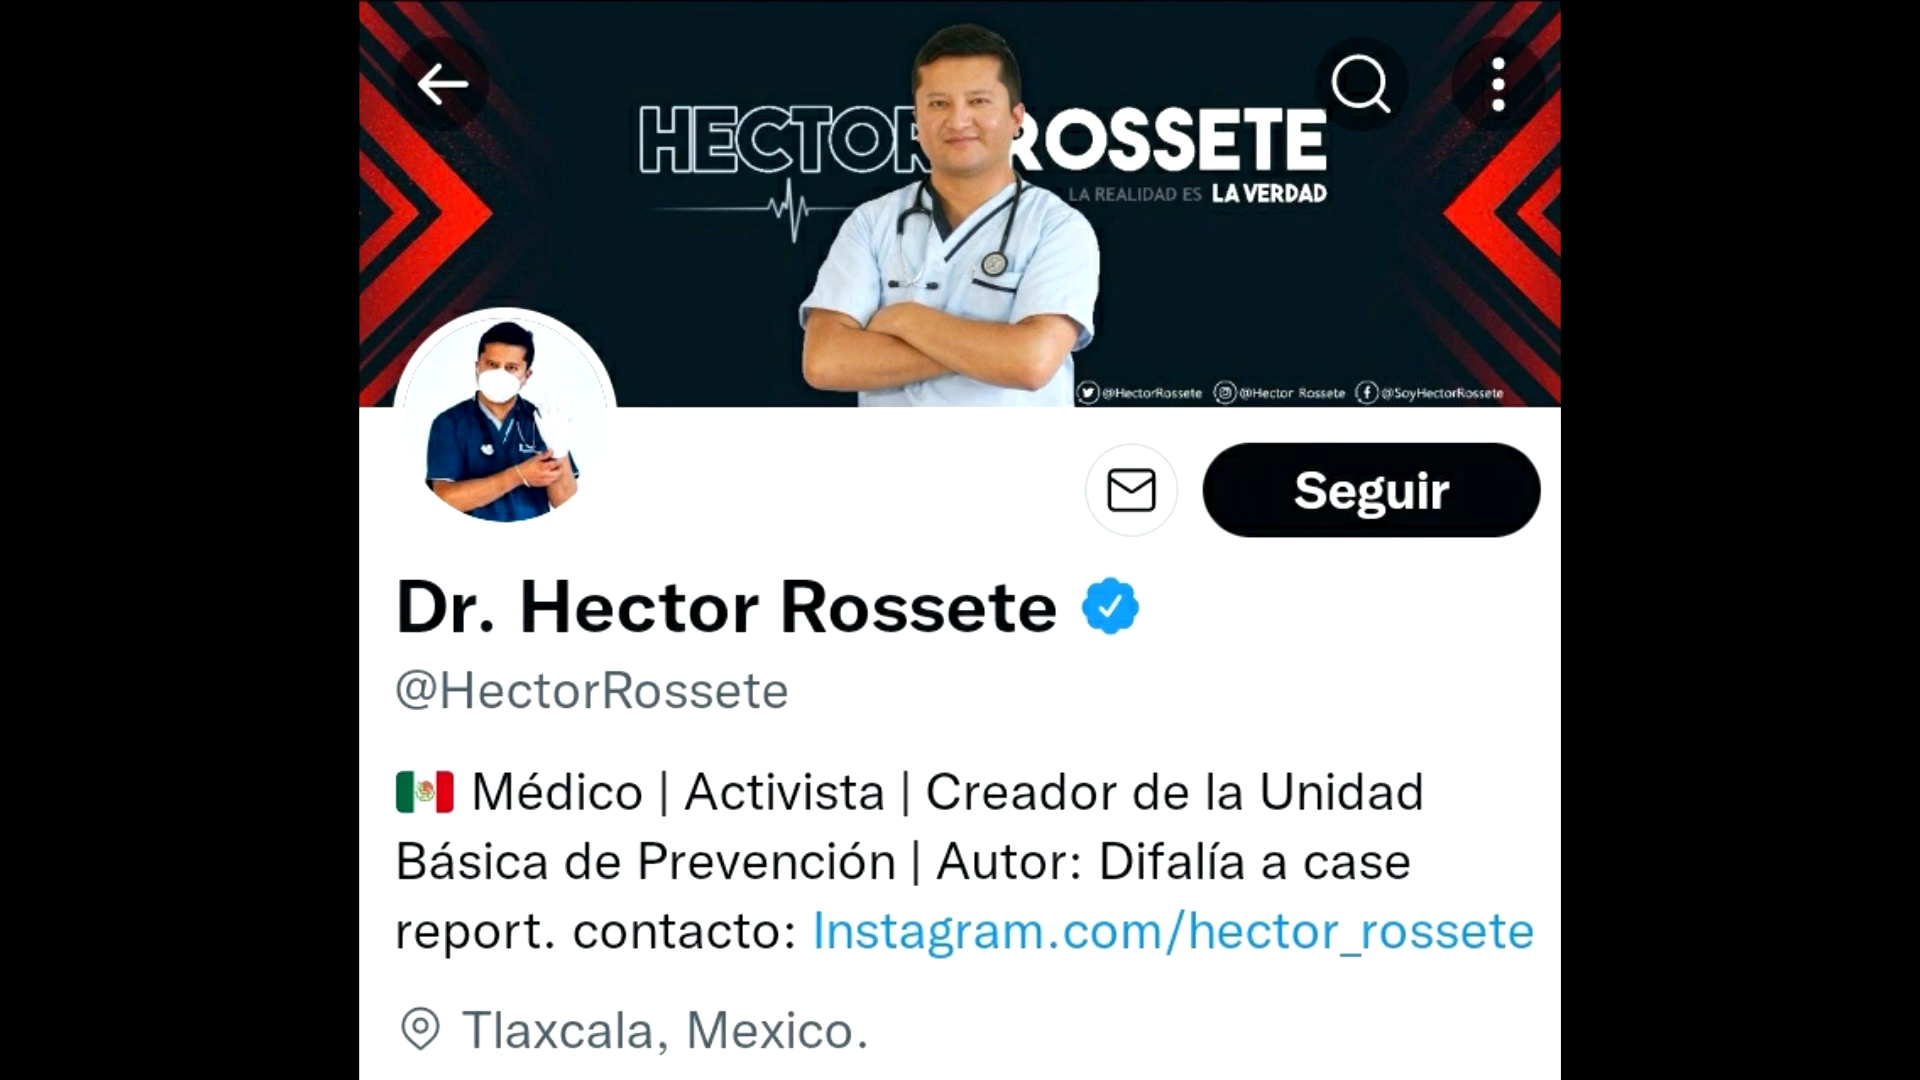 HECTOR ROSSETE
LA REALIDAD ES LA VERDAD
@HectorRossete @Hector Rossete @SoyHectorRossete
Seguir
Dr. Hector Rossete
@HectorRossete
🇲🇽 Médico | Activista | Creador de la Unidad
Básica de Prevención | Autor: Difalía a case
report. contacto: Instagram.com/hector_rossete
Tlaxcala, Mexico.